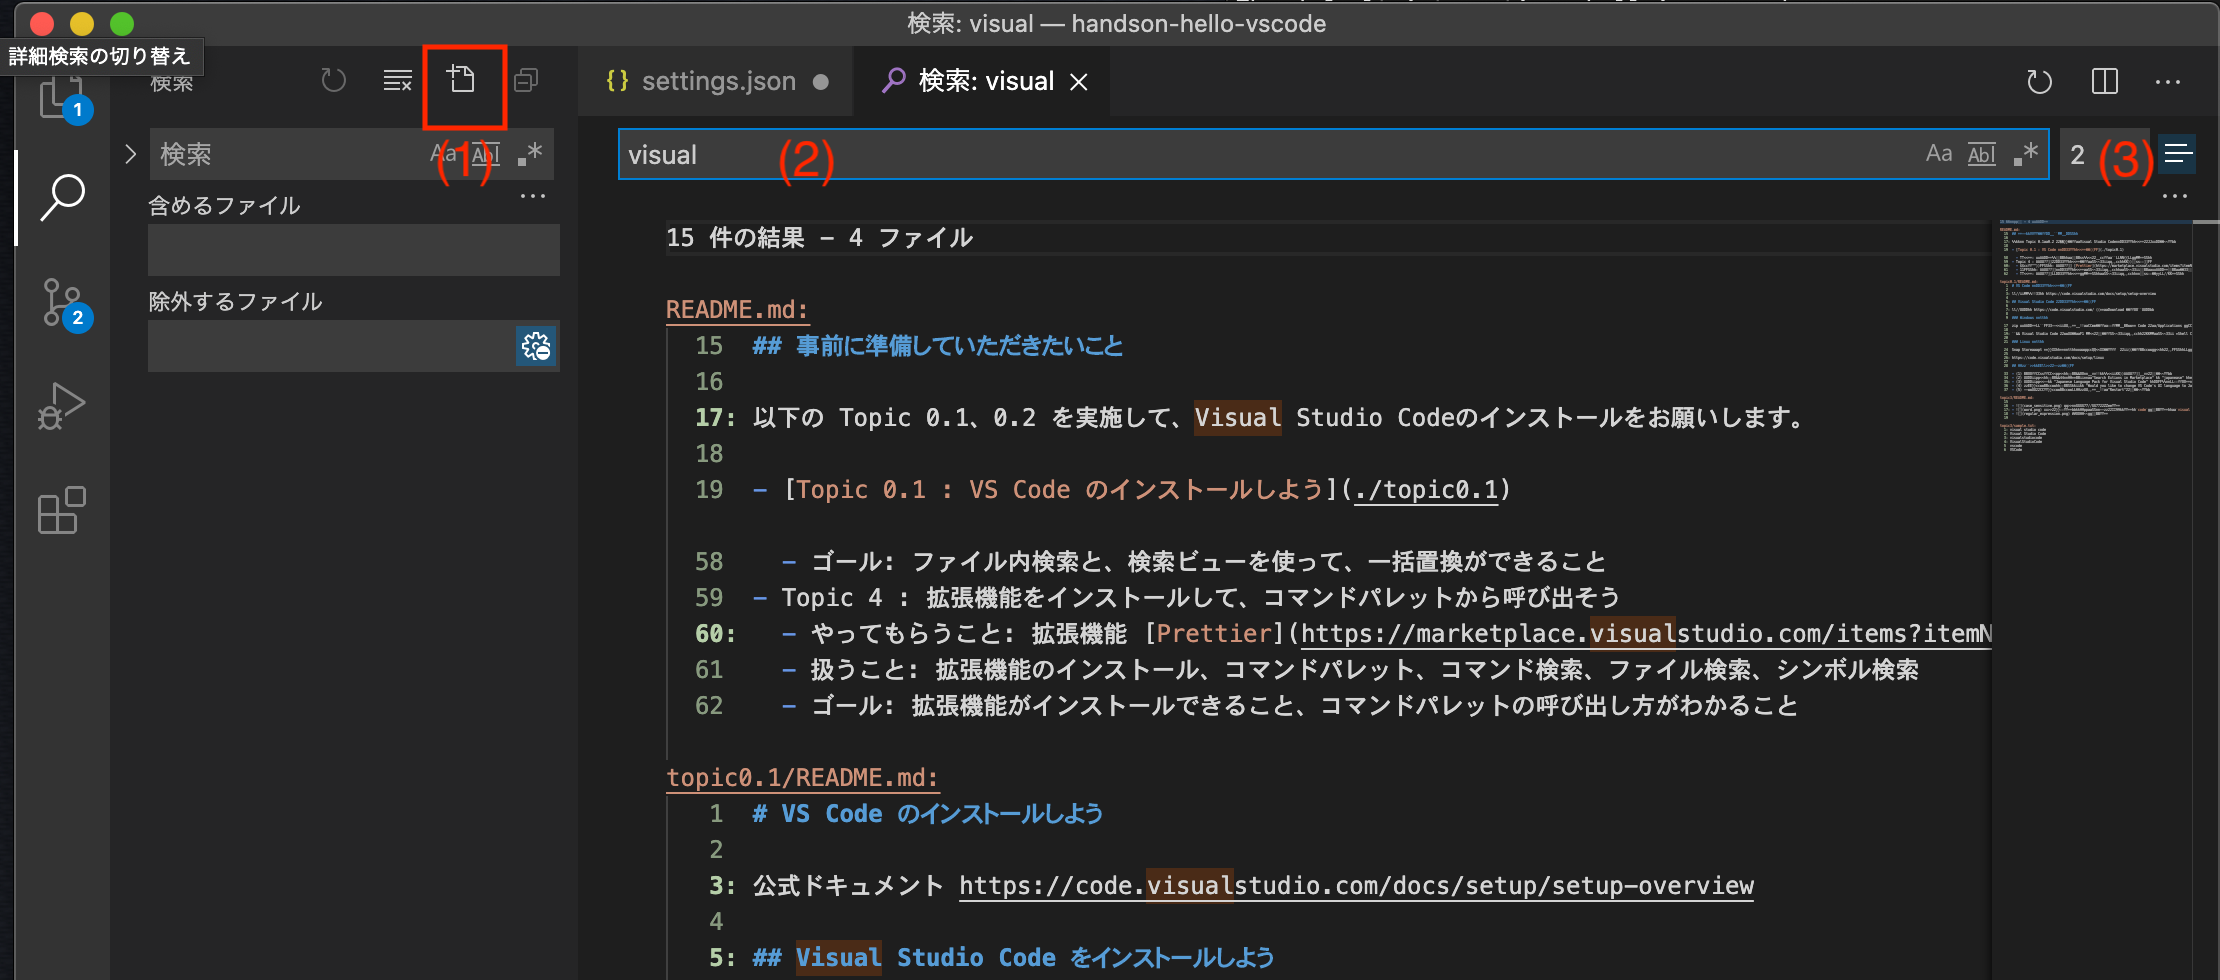 検索: visual — handson-hello-vscode
詳細検索の切り替え
検索
settings.json
検索: visual
1
検索
Aa Abl .*
(1)
visual
(2)
Aa Abl .*
2
(3)
含めるファイル
除外するファイル
2
15 件の結果 - 4 ファイル
README.md:
15 ## 事前に準備していただきたいこと
16
17: 以下の Topic 0.1、0.2 を実施して、Visual Studio Codeのインストールをお願いします。
18
19 - [Topic 0.1 : VS Code のインストールしよう](./topic0.1)
58 - ゴール: ファイル内検索と、検索ビューを使って、一括置換ができること
59 - Topic 4 : 拡張機能をインストールして、コマンドパレットから呼び出そう
60: - やってもらうこと: 拡張機能 [Prettier](https://marketplace.visualstudio.com/items?itemN
61 - 扱うこと: 拡張機能のインストール、コマンドパレット、コマンド検索、ファイル検索、シンボル検索
62 - ゴール: 拡張機能がインストールできること、コマンドパレットの呼び出し方がわかること
topic0.1/README.md:
1 # VS Code のインストールしよう
2
3: 公式ドキュメント https://code.visualstudio.com/docs/setup/setup-overview
4
5: ## Visual Studio Code をインストールしよう